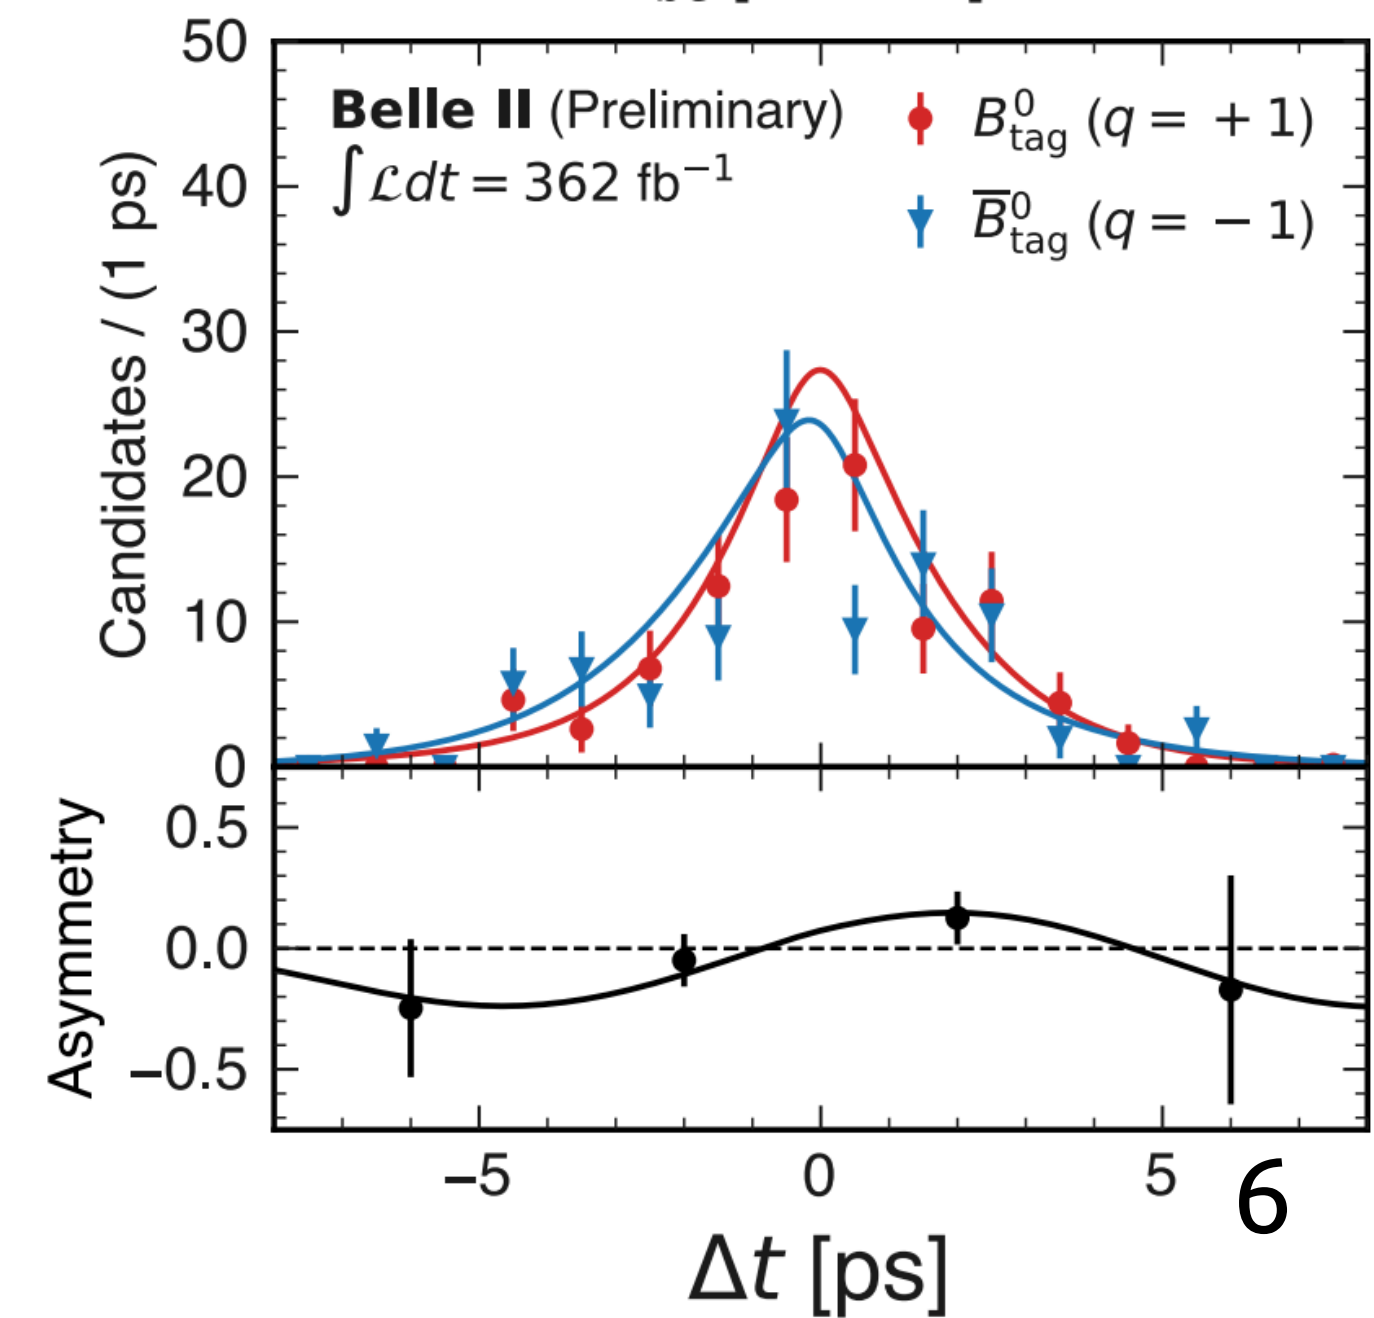 50
40
30
20
10
0
Candidates / (1 ps)
Belle II (Preliminary)
∫ℒdt = 362 fb⁻¹
B⁰tag (q = + 1)
B̅⁰tag (q = − 1)
0.5
0.0
−0.5
Asymmetry
−5 0 5
6
Δt [ps]